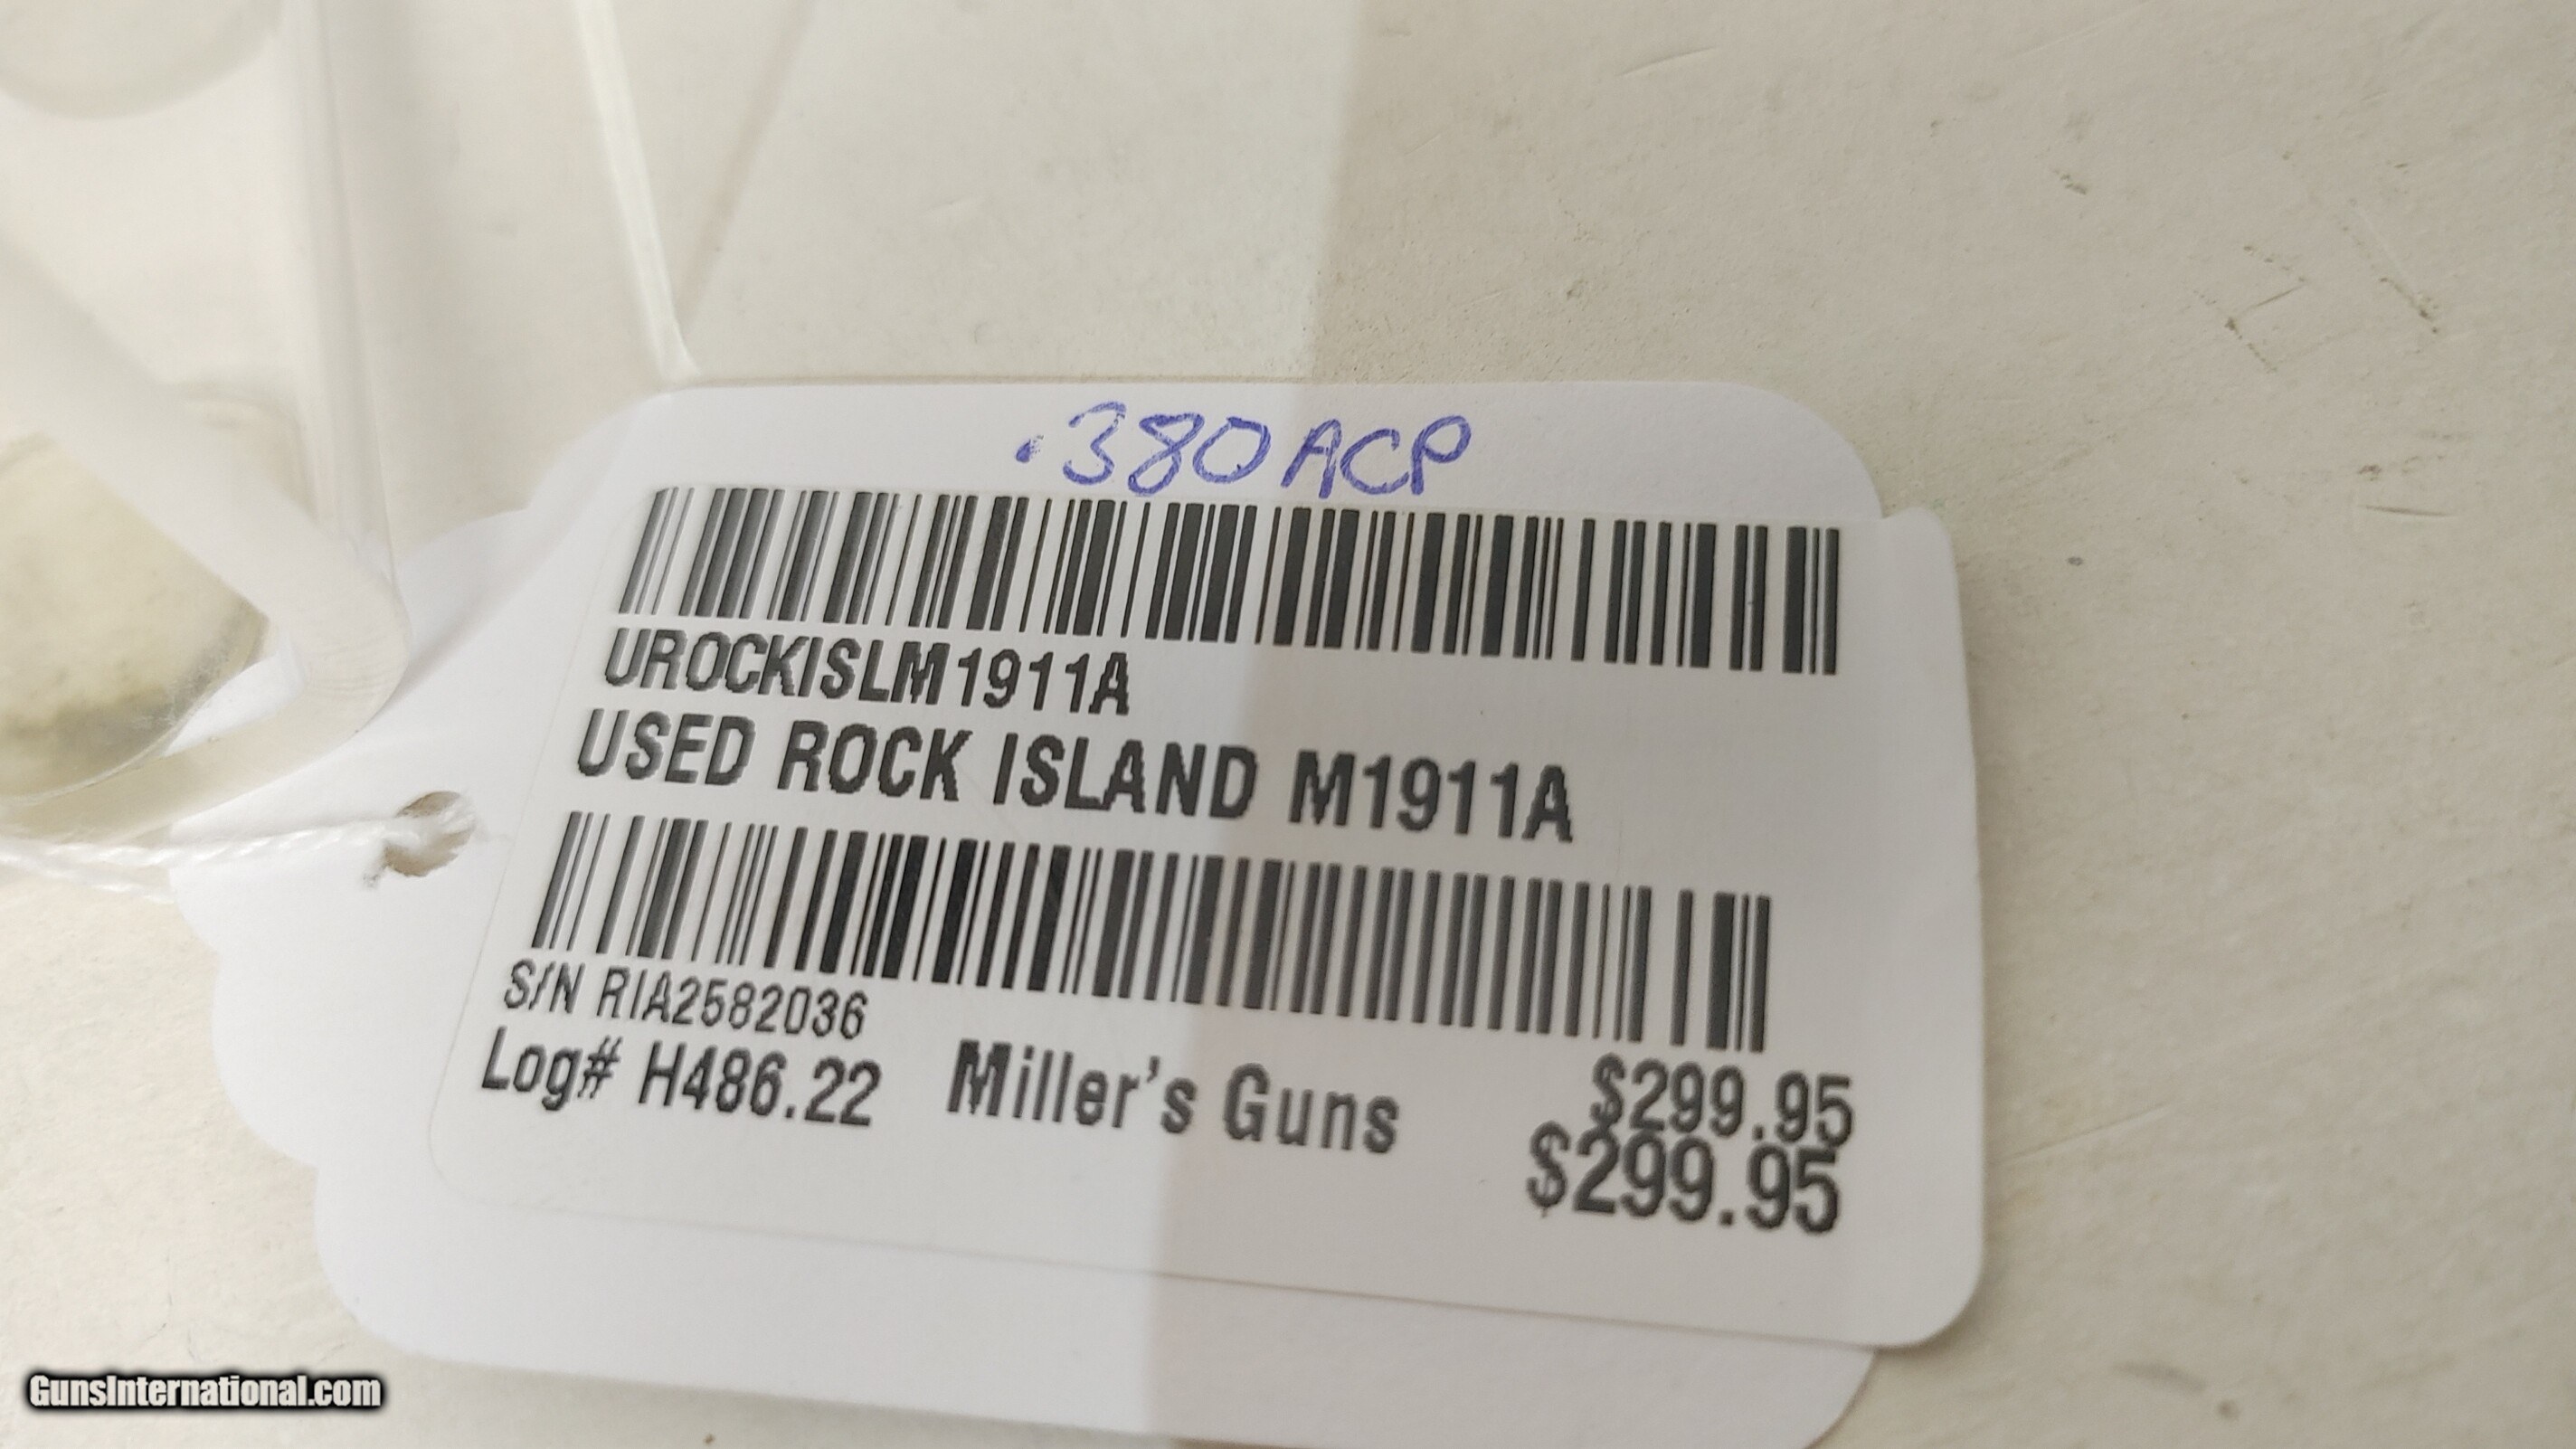 .380 ACP
UROCKISLM1911A
USED ROCK ISLAND M1911A
S/N RIA2582036
Log# H486.22 Miller's Guns $299.95
$299.95
GunsInternational.com